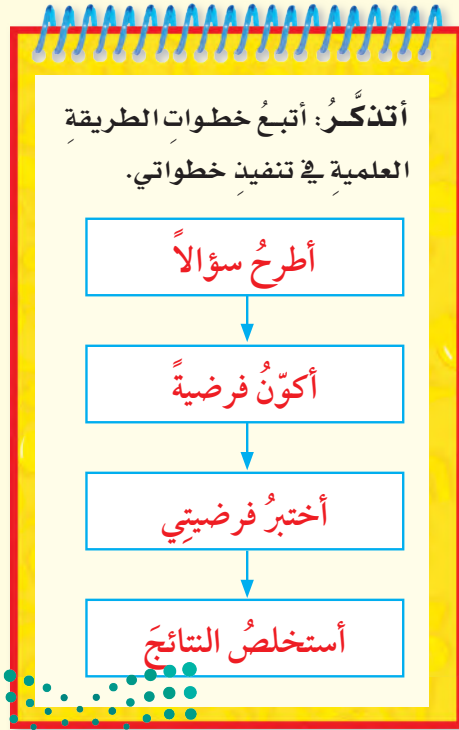 أتذكَّرُ: أتبعُ خطواتِ الطريقةِ
العلميةِ في تنفيذِ خطواتي.
أطرحُ سؤالاً
أكوّنُ فرضيةً
أختبرُ فرضيتِي
أستخلصُ النتائجَ